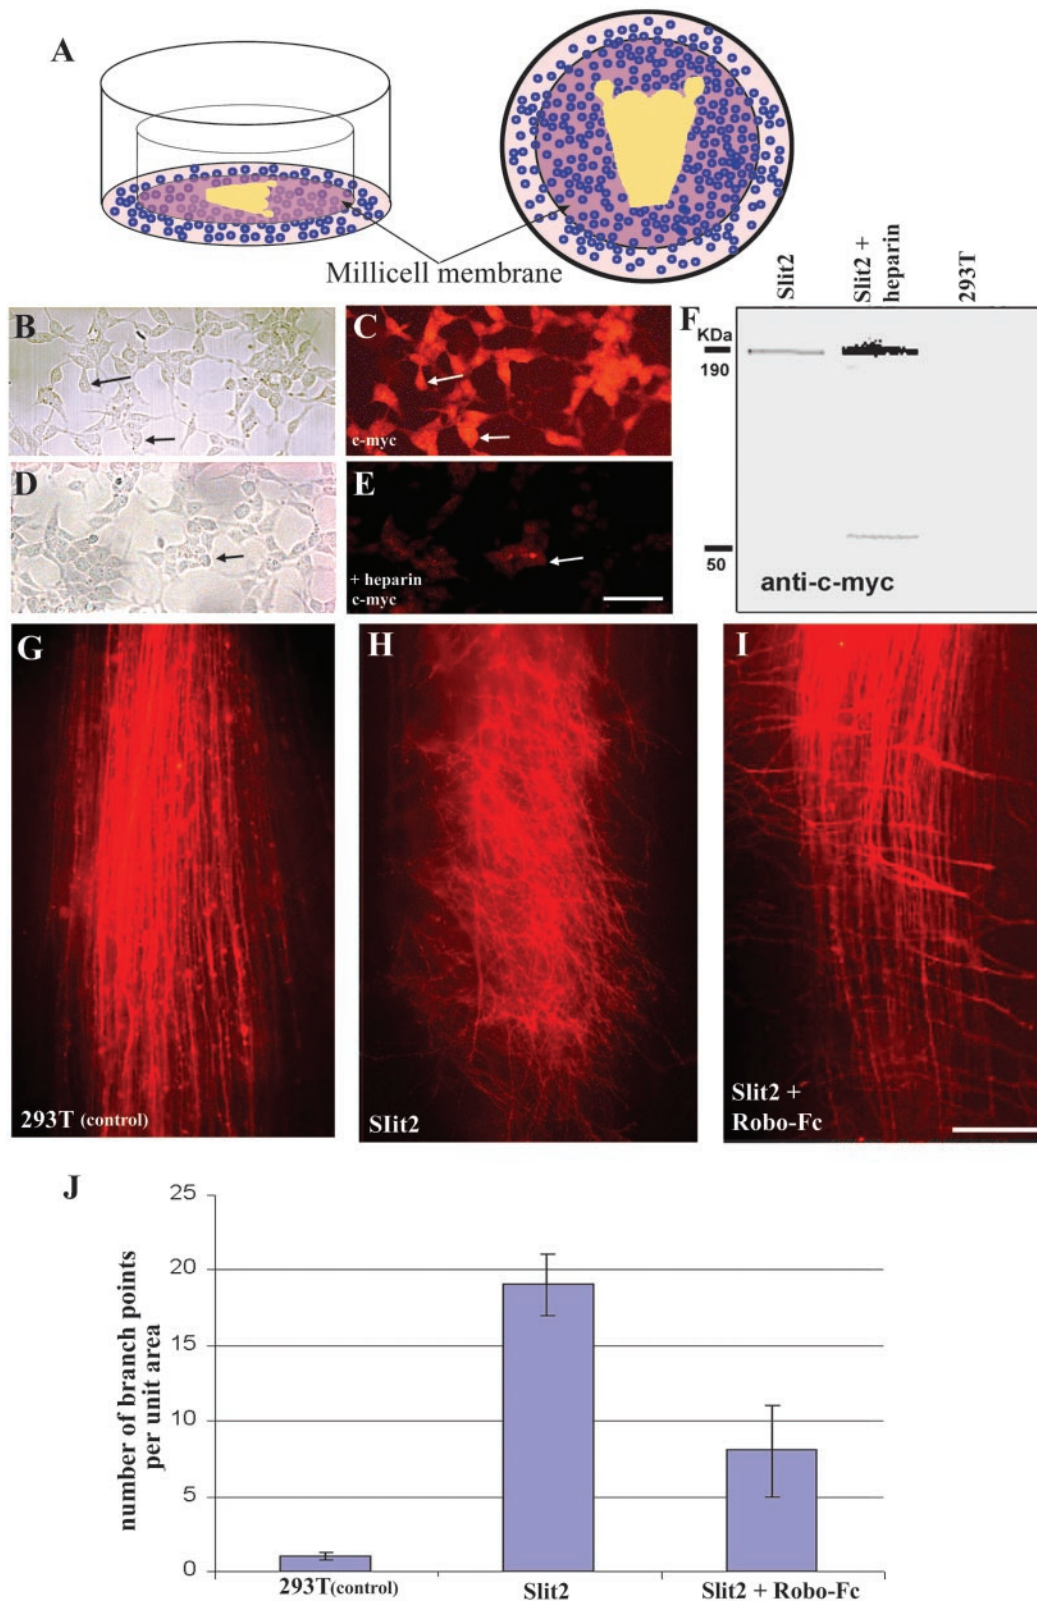 A
Millicell membrane
B
C
c-myc
D
E
+ heparin
c-myc
F
Slit2
Slit2 +
heparin
293T
KDa
190
50
anti-c-myc
G
293T (control)
H
Slit2
I
Slit2 +
Robo-Fc
J
number of branch points
per unit area
25
20
15
10
5
0
293T(control)
Slit2
Slit2 + Robo-Fc